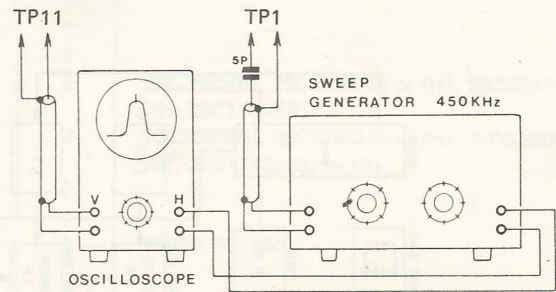 TP11
TP1
5P
SWEEP
GENERATOR 450KHz
V
H
OSCILLOSCOPE